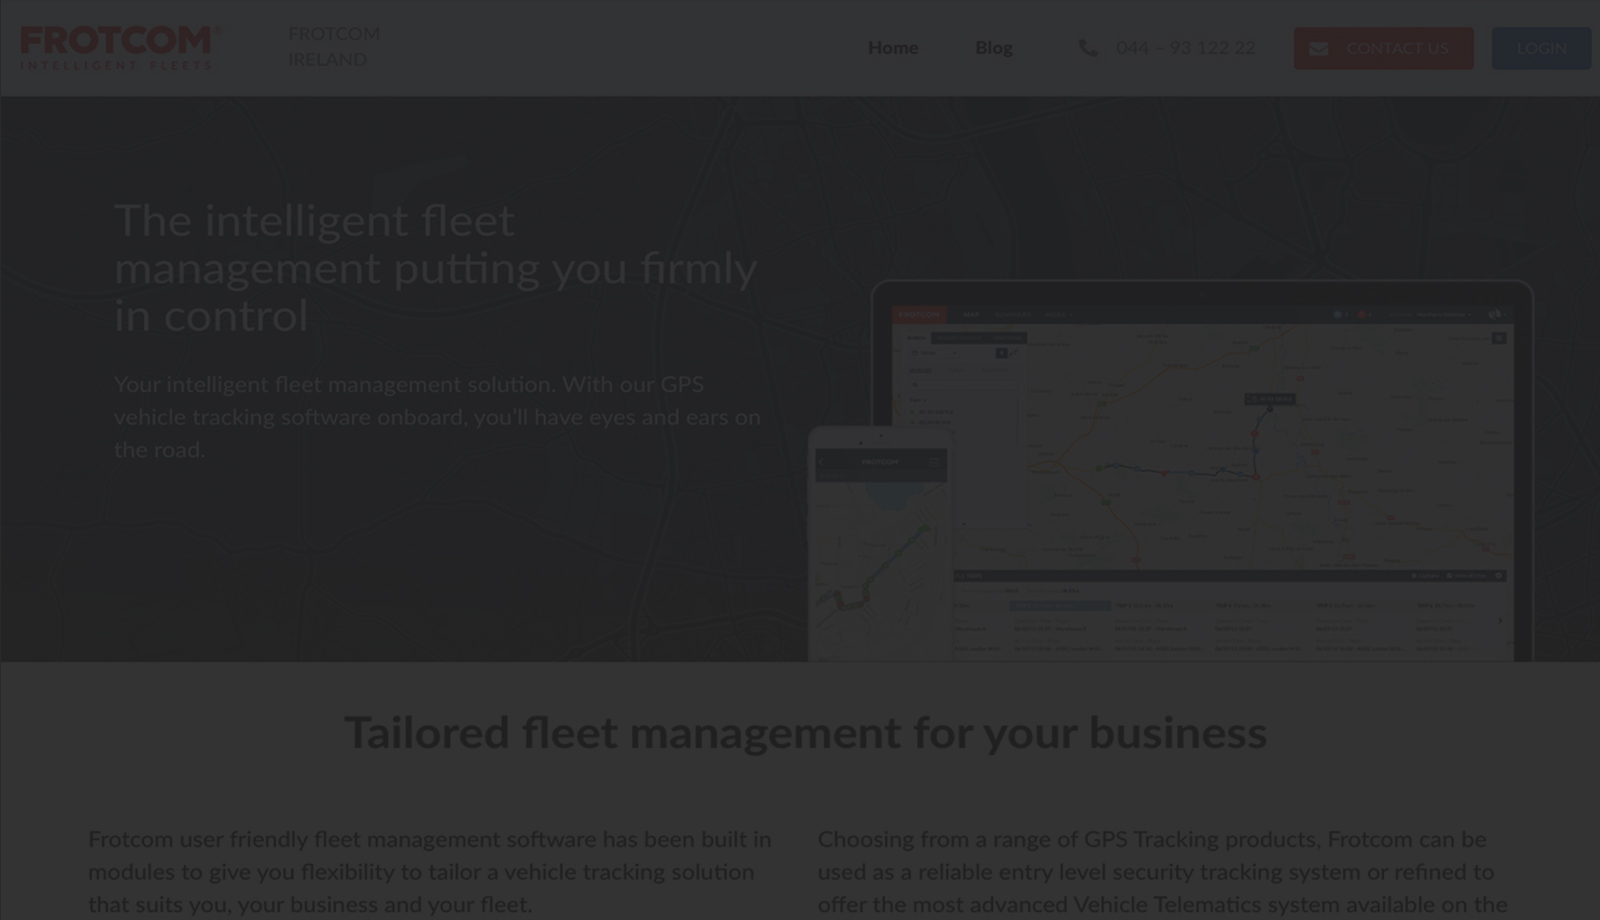 FROTCOM
INTELLIGENT FLEETS
FROTCOM
IRELAND
Home
Blog
044 – 93 122 22
CONTACT US
LOGIN
The intelligent fleet
management putting you firmly
in control
Your intelligent fleet management solution. With our GPS
vehicle tracking software onboard, you'll have eyes and ears on
the road.
FROTCOM
MAP
FROTCOM
Tailored fleet management for your business
Frotcom user friendly fleet management software has been built in
modules to give you flexibility to tailor a vehicle tracking solution
that suits you, your business and your fleet.
Choosing from a range of GPS Tracking products, Frotcom can be
used as a reliable entry level security tracking system or refined to
offer the most advanced Vehicle Telematics system available on the